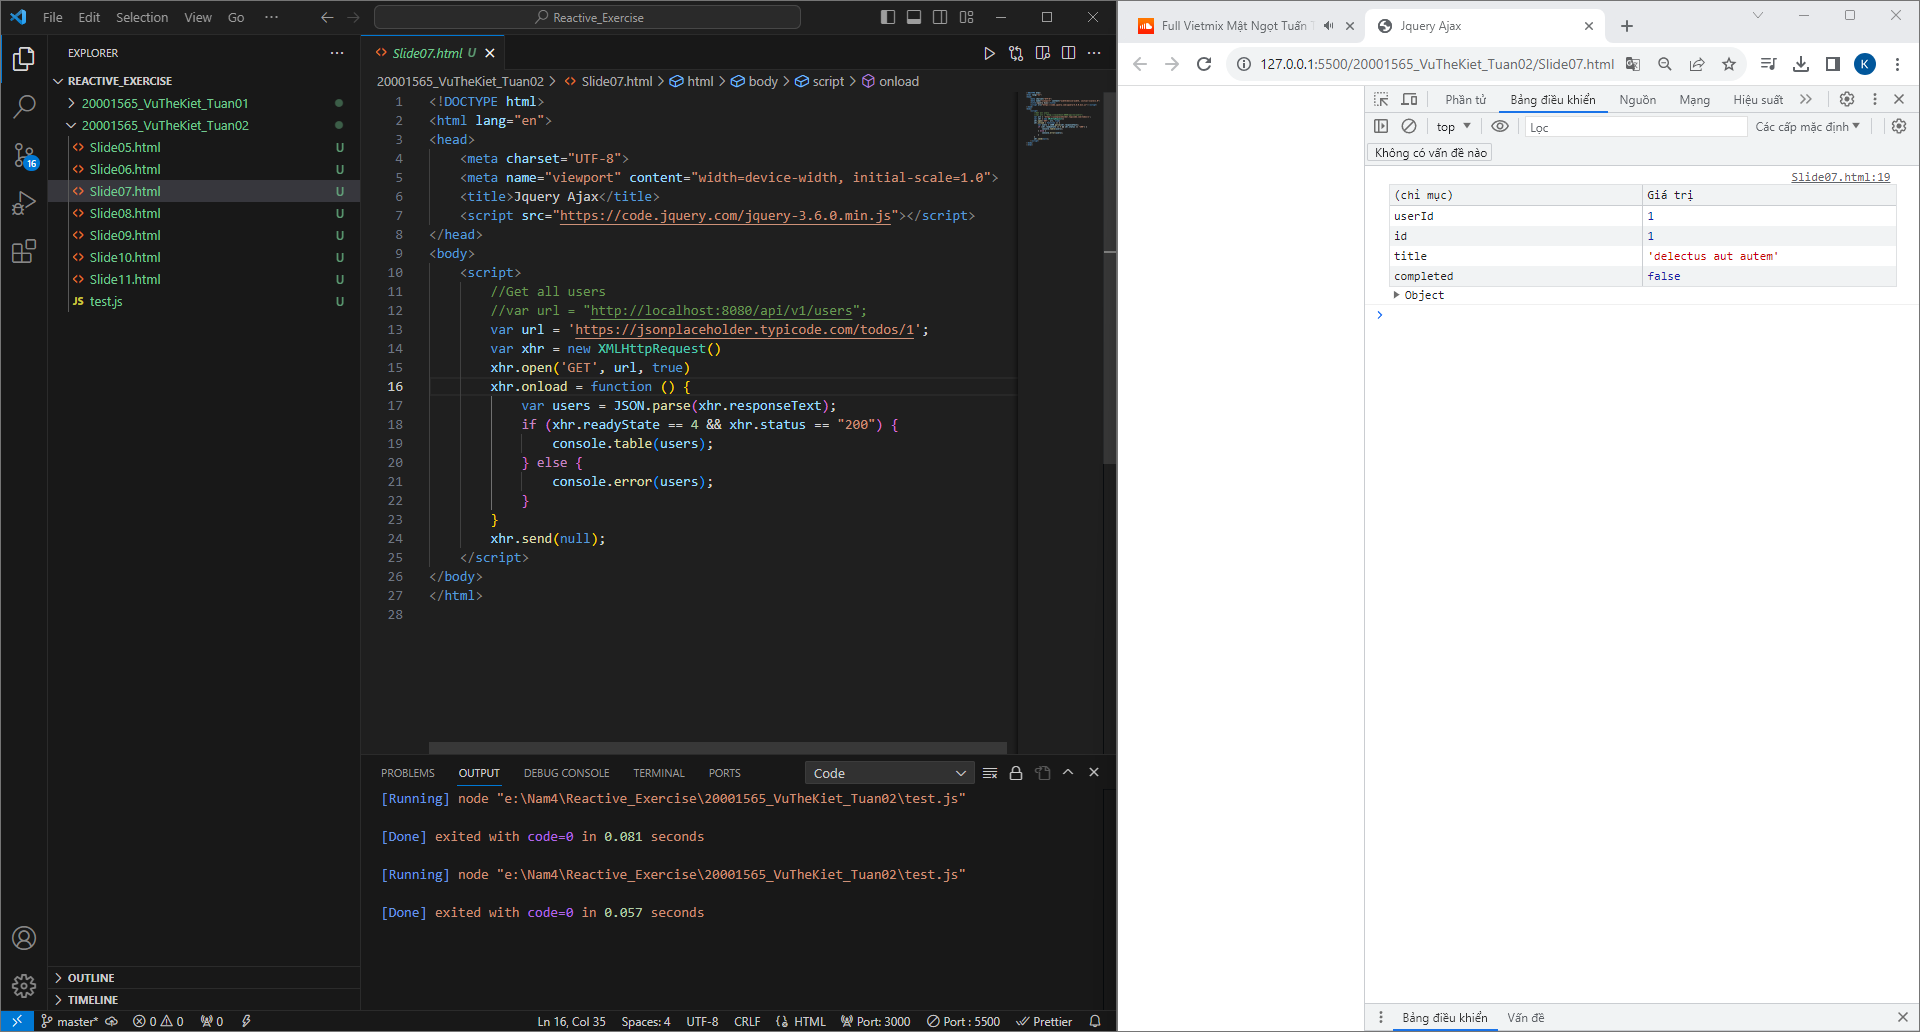 File Edit Selection View Go ··· Reactive_Exercise
EXPLORER ···
REACTIVE_EXERCISE
20001565_VuTheKiet_Tuan01
20001565_VuTheKiet_Tuan02
Slide05.html U
Slide06.html U
Slide07.html U
Slide08.html U
Slide09.html U
Slide10.html U
Slide11.html U
JS test.js U
16
OUTLINE
TIMELINE
Slide07.html U
20001565_VuTheKiet_Tuan02 > Slide07.html > html > body > script > onload
1 <!DOCTYPE html>
2 <html lang="en">
3 <head>
4 <meta charset="UTF-8">
5 <meta name="viewport" content="width=device-width, initial-scale=1.0">
6 <title>Jquery Ajax</title>
7 <script src="https://code.jquery.com/jquery-3.6.0.min.js"></script>
8 </head>
9 <body>
10 <script>
11 //Get all users
12 //var url = "http://localhost:8080/api/v1/users";
13 var url = 'https://jsonplaceholder.typicode.com/todos/1';
14 var xhr = new XMLHttpRequest()
15 xhr.open('GET', url, true)
16 xhr.onload = function () {
17 var users = JSON.parse(xhr.responseText);
18 if (xhr.readyState == 4 && xhr.status == "200") {
19 console.table(users);
20 } else {
21 console.error(users);
22 }
23 }
24 xhr.send(null);
25 </script>
26 </body>
27 </html>
28
PROBLEMS OUTPUT DEBUG CONSOLE TERMINAL PORTS Code
[Running] node "e:\Nam4\Reactive_Exercise\20001565_VuTheKiet_Tuan02\test.js"
[Done] exited with code=0 in 0.081 seconds
[Running] node "e:\Nam4\Reactive_Exercise\20001565_VuTheKiet_Tuan02\test.js"
[Done] exited with code=0 in 0.057 seconds
master* 0 0 0 Ln 16, Col 35 Spaces: 4 UTF-8 CRLF HTML Port: 3000 Port : 5500 Prettier
Full Vietmix Mật Ngọt Tuấn Jquery Ajax
127.0.0.1:5500/20001565_VuTheKiet_Tuan02/Slide07.html K
Phần tử Bảng điều khiển Nguồn Mạng Hiệu suất
top Lọc Các cấp mặc định
Không có vấn đề nào
Slide07.html:19
(chỉ mục) Giá trị
userId 1
id 1
title 'delectus aut autem'
completed false
Object
Bảng điều khiển Vấn đề